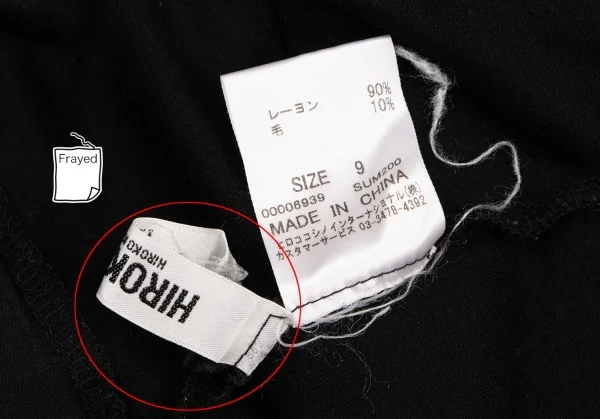 Frayed
レーヨン 90%
毛 10%
SIZE 9
00006939 SUM200
MADE IN CHINA
ヒロココシノインターナショナル(株)
カスタマーサービス 03-3478-4392
HIROK
HIROKO